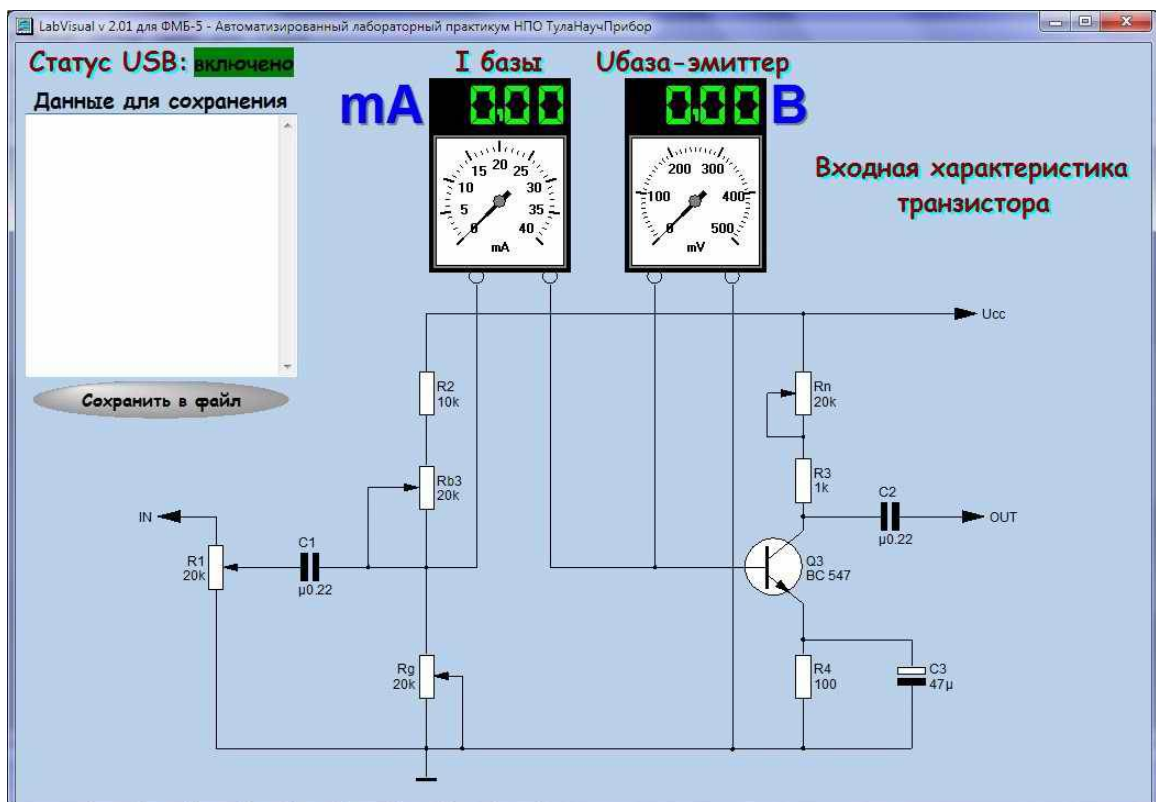 LabVisual v 2.01 для ФМБ-5 - Автоматизированный лабораторный практикум НПО ТулаНаучПрибор
Статус USB: включено
I базы
Uбаза-эмиттер
Данные для сохранения
mA
0,00
0,00
В
0 5 10 15 20 25 30 35 40
mA
0 100 200 300 400 500
mV
Входная характеристика
транзистора
Сохранить в файл
Ucc
R2
10k
Rn
20k
Rb3
20k
R3
1k
C2
µ0.22
IN
OUT
R1
20k
C1
µ0.22
Q3
BC 547
Rg
20k
R4
100
C3
47µ